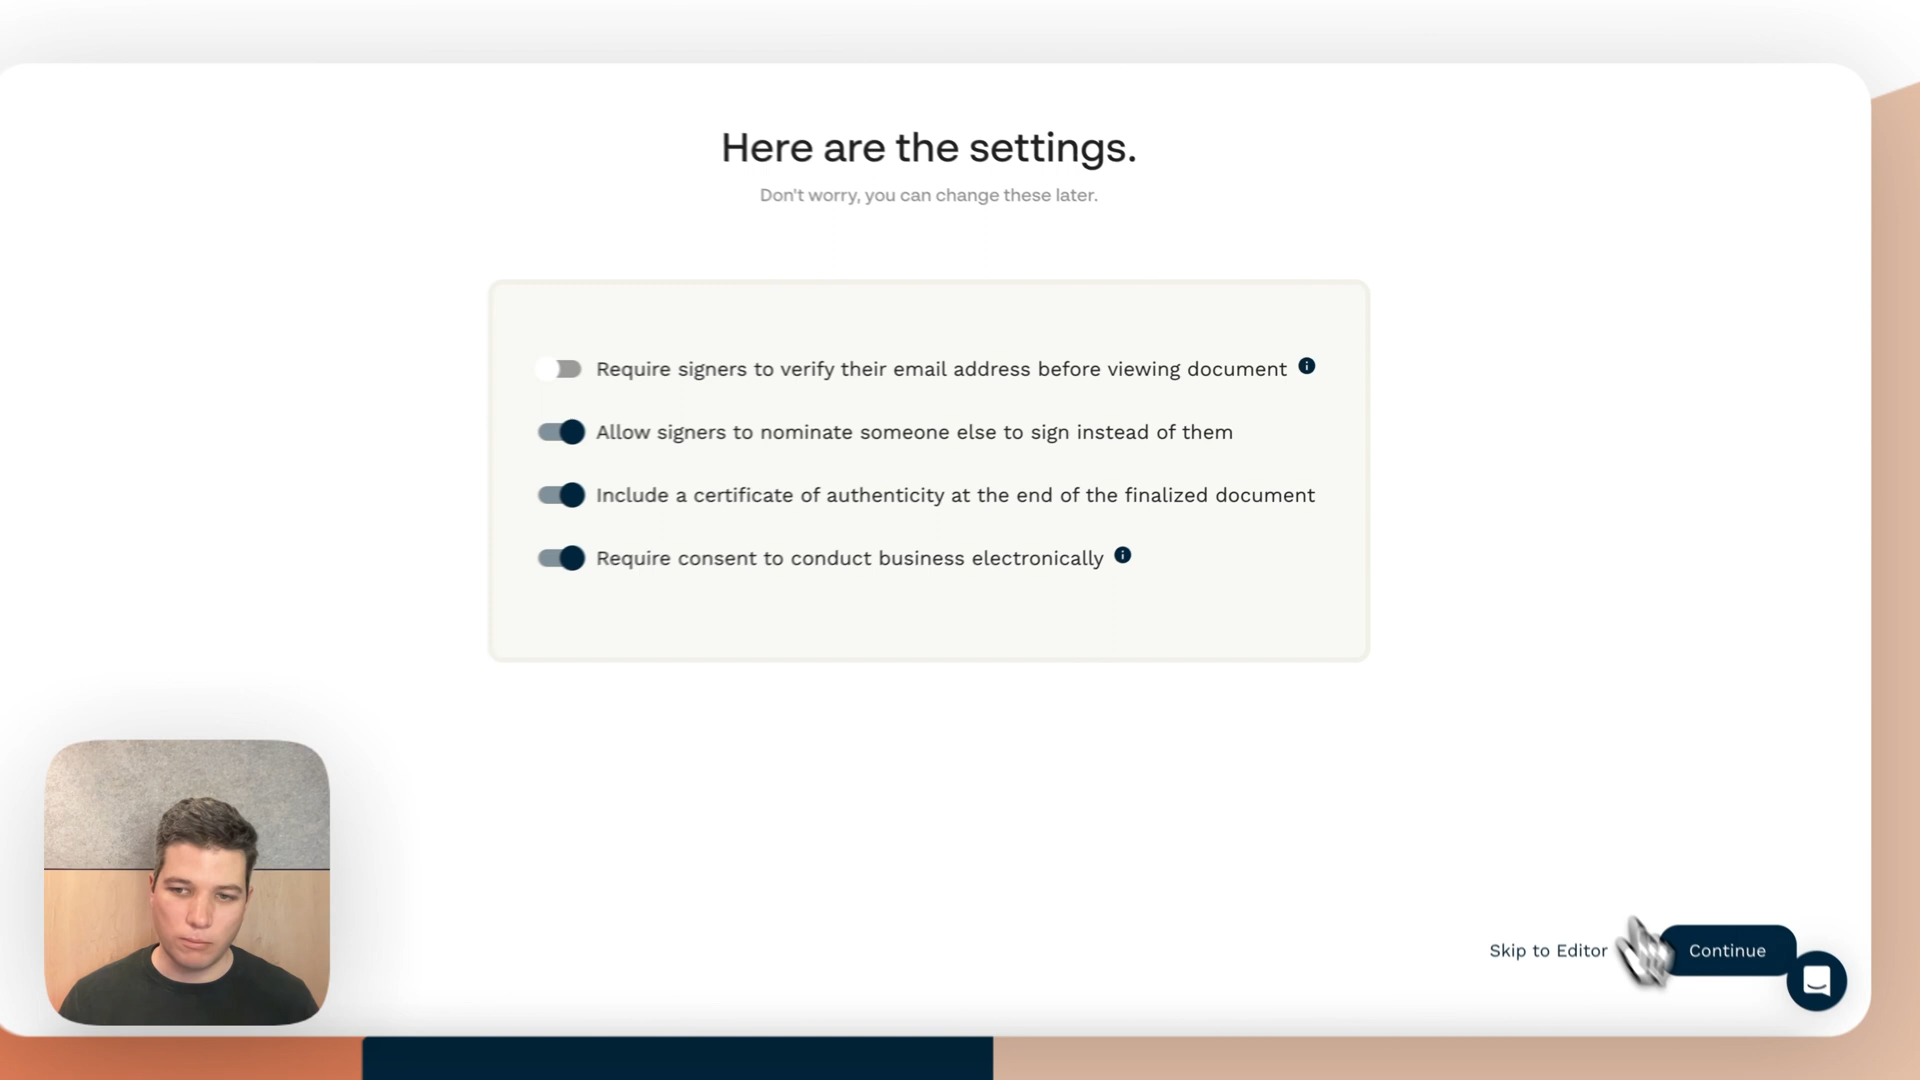 Here are the settings.
Don't worry, you can change these later.
Require signers to verify their email address before viewing document
Allow signers to nominate someone else to sign instead of them
Include a certificate of authenticity at the end of the finalized document
Require consent to conduct business electronically
Skip to Editor
Continue